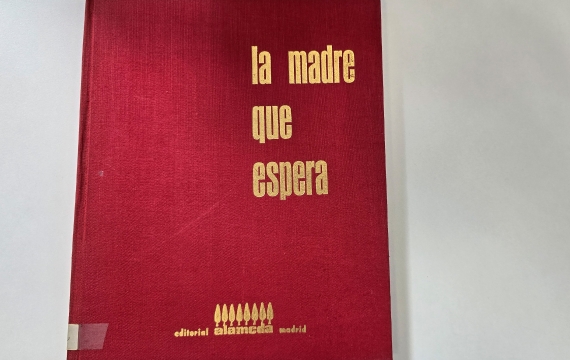 la madre
que
espera
editorial alameda madrid